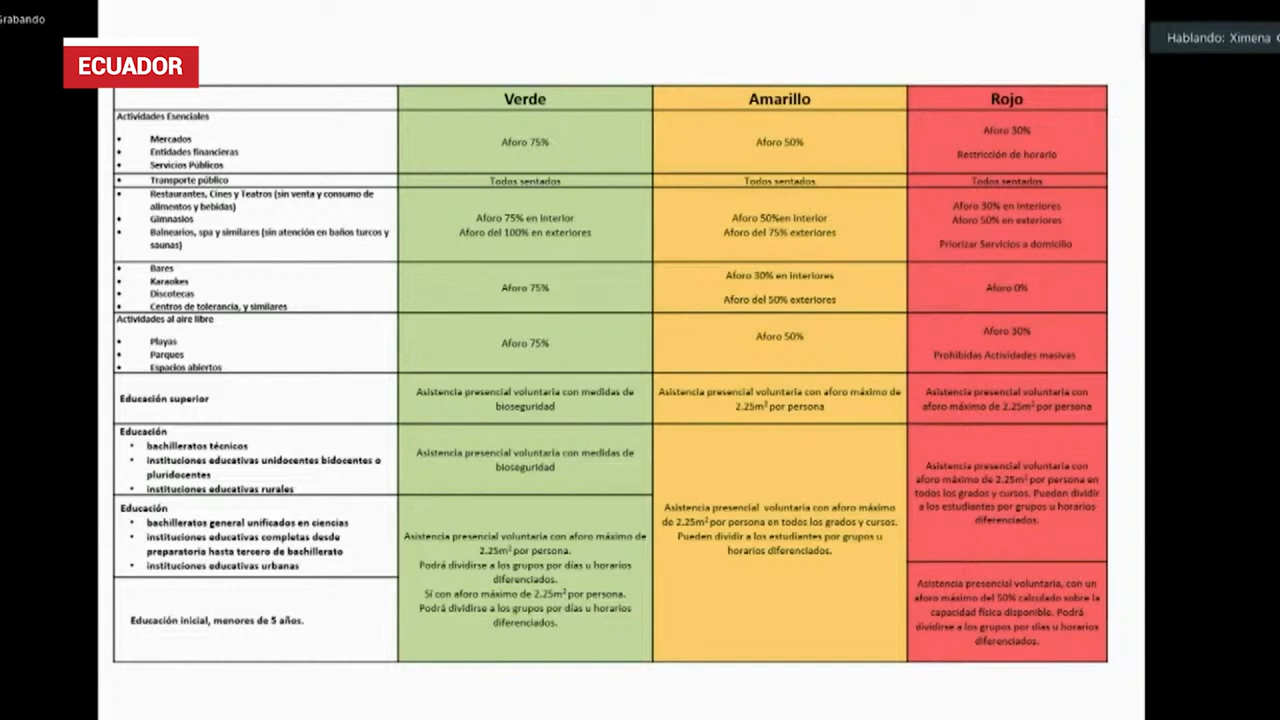 Grabando
Hablando: Ximena
ECUADOR
Verde
Amarillo
Rojo
Actividades Esenciales
• Mercados
• Entidades financieras
• Servicios Públicos
Aforo 75%
Aforo 50%
Aforo 30%
Restricción de horario
• Transporte público
Todos sentados
Todos sentados
Todos sentados
• Restaurantes, Cines y Teatros (sin venta y consumo de
alimentos y bebidas)
• Gimnasios
• Balnearios, spa y similares (sin atención en baños turcos y
saunas)
Aforo 75% en interior
Aforo del 100% en exteriores
Aforo 50%en interior
Aforo del 75% exteriores
Aforo 30% en interiores
Aforo 50% en exteriores
Priorizar Servicios a domicilio
• Bares
• Karaokes
• Discotecas
• Centros de tolerancia, y similares
Aforo 75%
Aforo 30% en interiores
Aforo del 50% exteriores
Aforo 0%
Actividades al aire libre
• Playas
• Parques
• Espacios abiertos
Aforo 75%
Aforo 50%
Aforo 30%
Prohibidas Actividades masivas
Educación superior
Asistencia presencial voluntaria con medidas de
bioseguridad
Asistencia presencial voluntaria con aforo máximo de
2.25m² por persona
Asistencia presencial voluntaria con
aforo máximo de 2.25m² por persona
Educación
• bachilleratos técnicos
• instituciones educativas unidocentes bidocentes o
pluridocentes
• instituciones educativas rurales
Asistencia presencial voluntaria con medidas de
bioseguridad
Asistencia presencial voluntaria con aforo máximo
de 2.25m² por persona en todos los grados y cursos.
Pueden dividir a los estudiantes por grupos u
horarios diferenciados.
Asistencia presencial voluntaria con
aforo máximo de 2.25m² por persona en
todos los grados y cursos. Pueden dividir
a los estudiantes por grupos u horarios
diferenciados.
Educación
• bachilleratos general unificados en ciencias
• instituciones educativas completas desde
preparatoria hasta tercero de bachillerato
• instituciones educativas urbanas
Asistencia presencial voluntaria con aforo máximo de
2.25m² por persona.
Podrá dividirse a los grupos por días u horarios
diferenciados.
Sí con aforo máximo de 2.25m² por persona.
Podrá dividirse a los grupos por días u horarios
diferenciados.
Educación inicial, menores de 5 años.
Asistencia presencial voluntaria, con un
aforo máximo del 50% calculado sobre la
capacidad física disponible. Podrá
dividirse a los grupos por días u horarios
diferenciados.